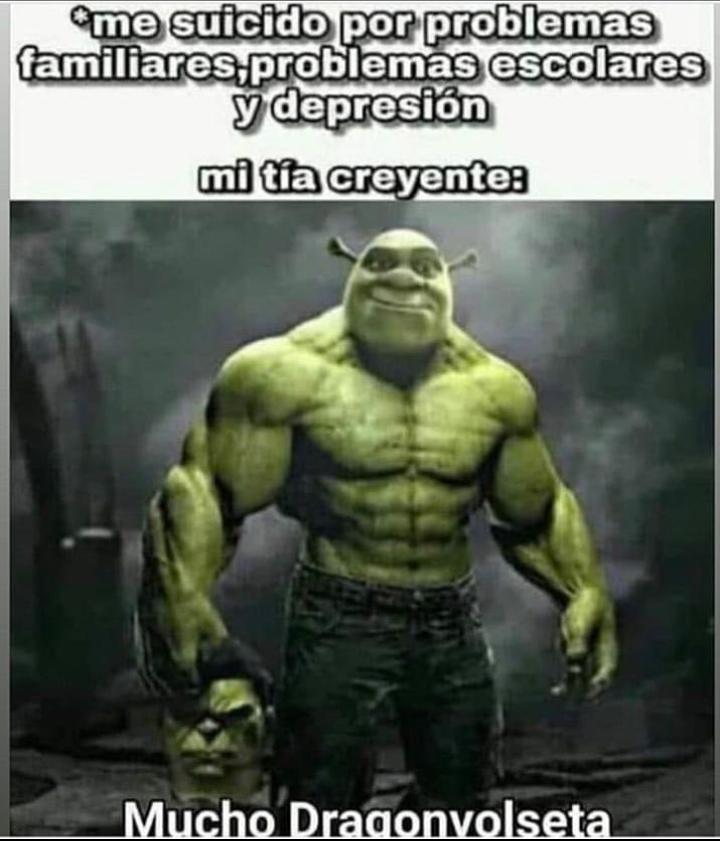 *me suicido por problemas
familiares,problemas escolares
y depresión
mi tía creyente:
Mucho Dragonvolseta